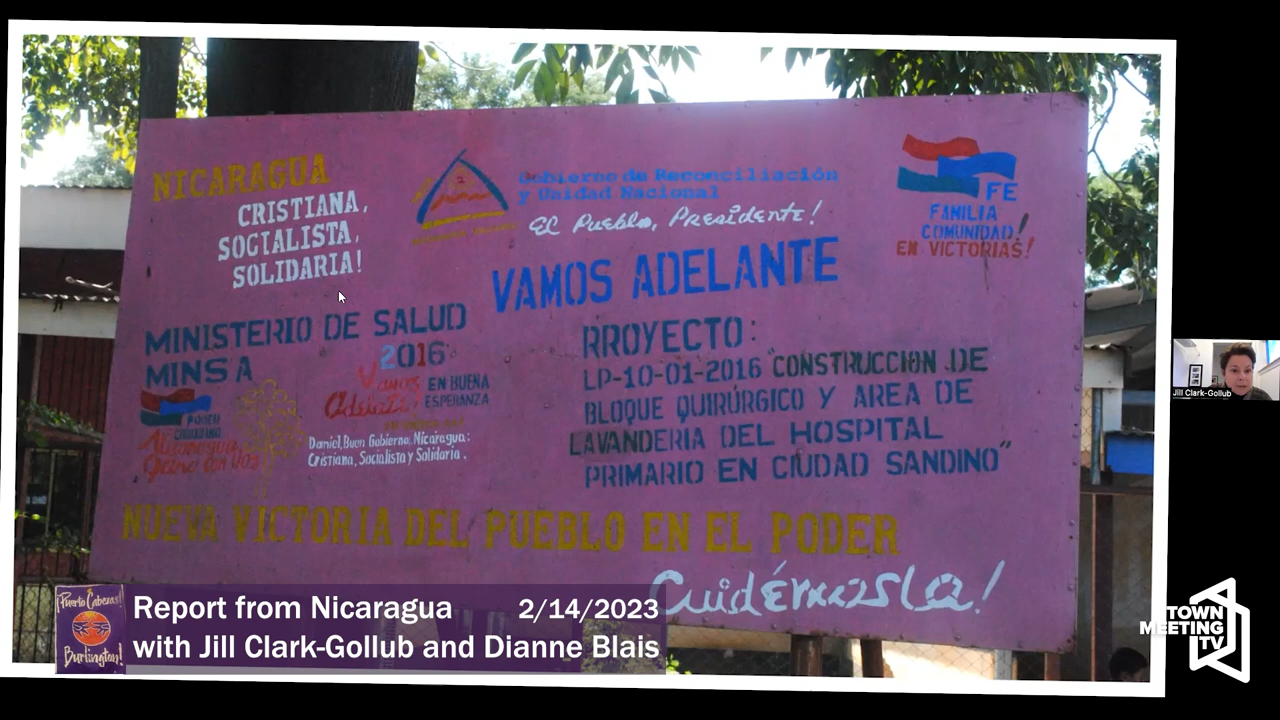 NICARAGUA
CRISTIANA,
SOCIALISTA,
SOLIDARIA!
Gobierno de Reconciliación
y Unidad Nacional
El Pueblo, Presidente!
FE
FAMILIA
COMUNIDAD!
EN VICTORIAS!
VAMOS ADELANTE
MINISTERIO DE SALUD
MINSA
2016
Vamos EN BUENA
Adelante ESPERANZA
PODER
CIUDADANO
Daniel, Buen Gobierno, Nicaragua:
Cristiana, Socialista y Solidaria.
RROYECTO:
LP-10-01-2016 "CONSTRUCCION DE
BLOQUE QUIRÚRGICO Y AREA DE
LAVANDERIA DEL HOSPITAL
PRIMARIO EN CIUDAD SANDINO"
NUEVA VICTORIA DEL PUEBLO EN EL PODER
Cuidémosla!
¡Puerto Cabezas!
Burlington!
Report from Nicaragua 2/14/2023
with Jill Clark-Gollub and Dianne Blais
Jill Clark-Gollub
TOWN
MEETING
TV